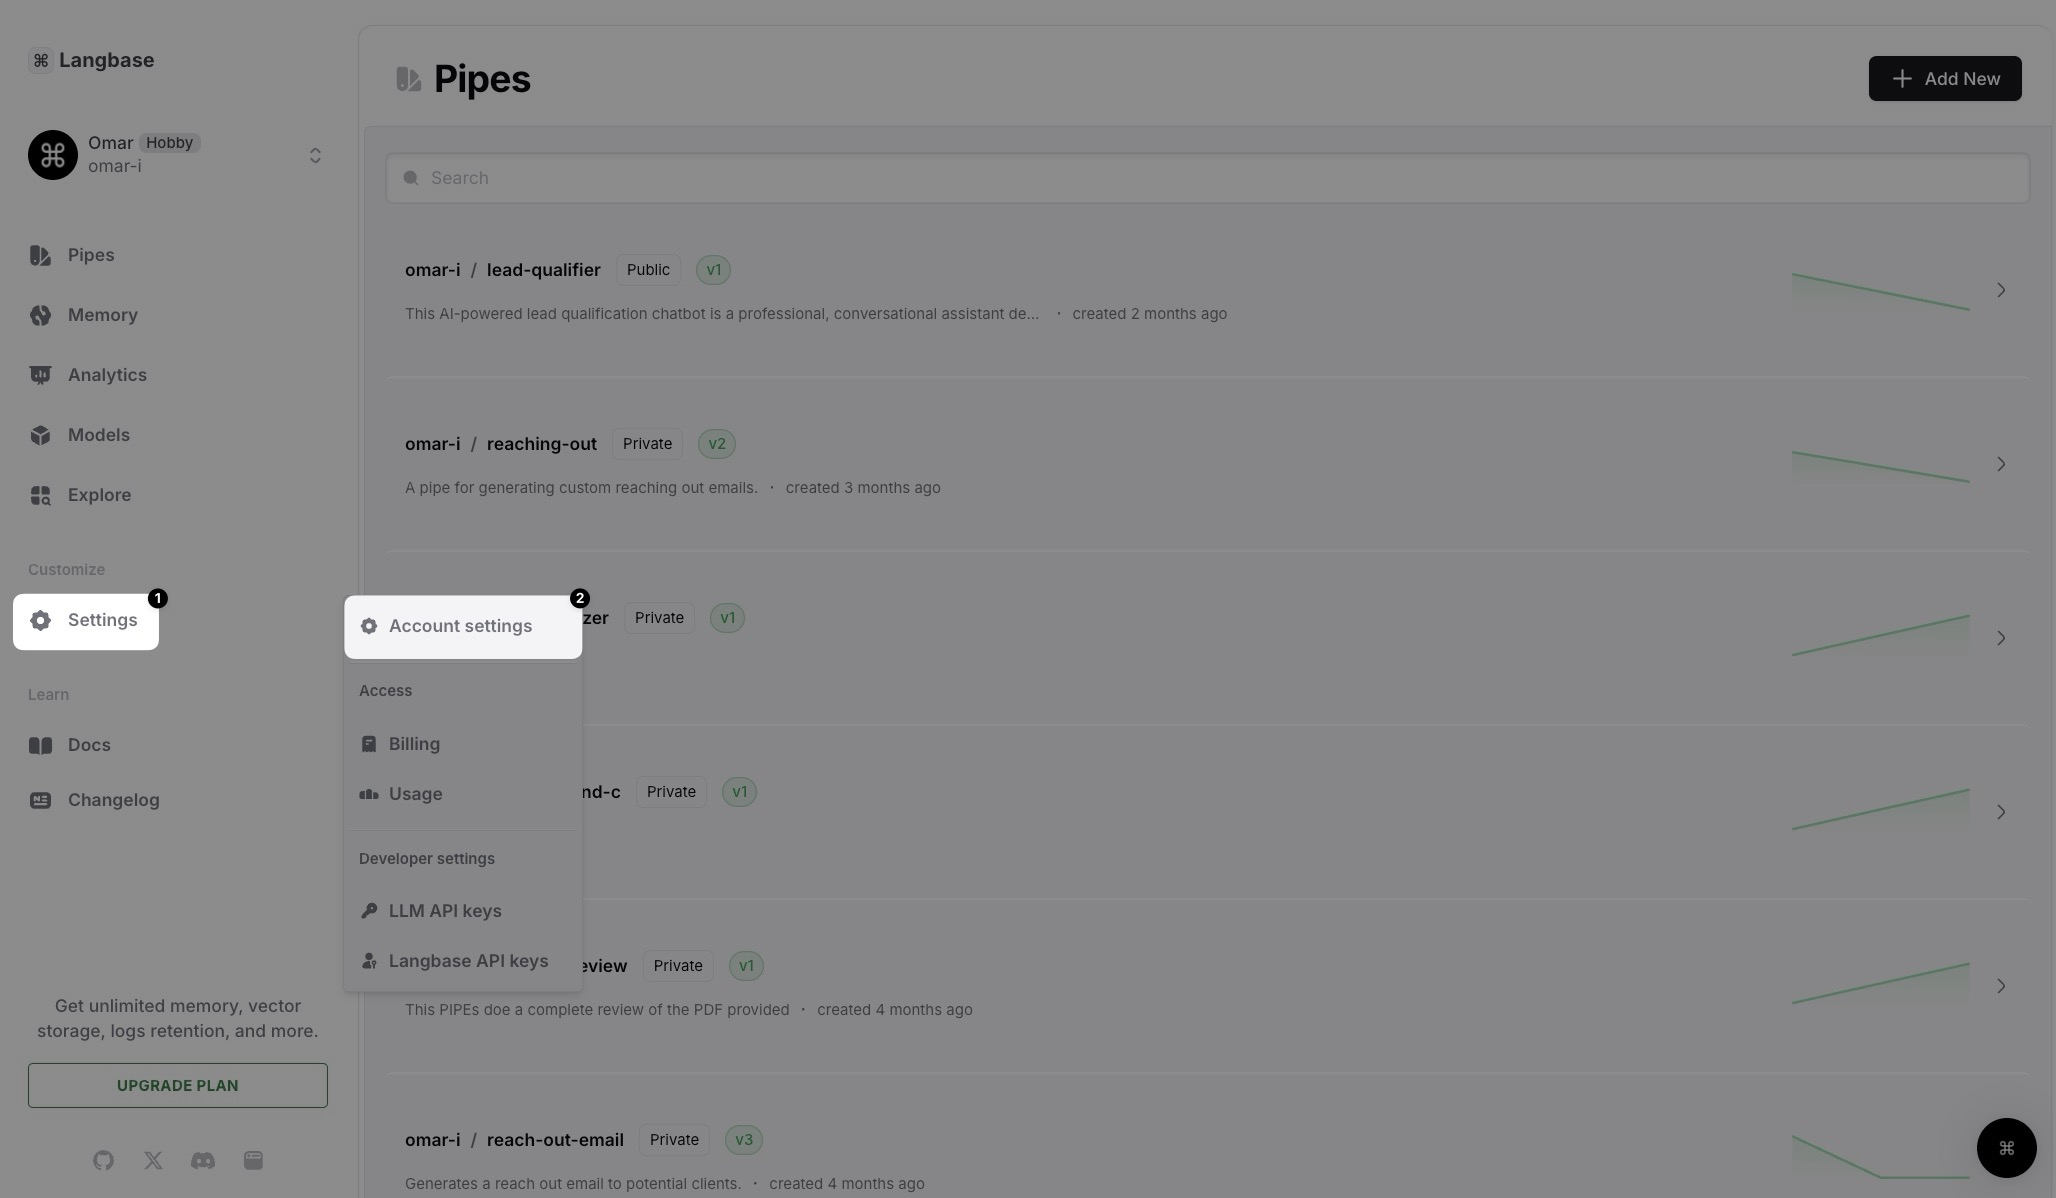 ⌘ Langbase
Omar Hobby
omar-i
Pipes
Memory
Analytics
Models
Explore
Customize
Settings
1
Learn
Docs
Changelog
Get unlimited memory, vector
storage, logs retention, and more.
UPGRADE PLAN
Account settings
2
Access
Billing
Usage
Developer settings
LLM API keys
Langbase API keys
Pipes
Add New
Search
omar-i / lead-qualifier Public v1
This AI-powered lead qualification chatbot is a professional, conversational assistant de... · created 2 months ago
omar-i / reaching-out Private v2
A pipe for generating custom reaching out emails. · created 3 months ago
zer Private v1
nd-c Private v1
eview Private v1
This PIPEs doe a complete review of the PDF provided · created 4 months ago
omar-i / reach-out-email Private v3
Generates a reach out email to potential clients. · created 4 months ago